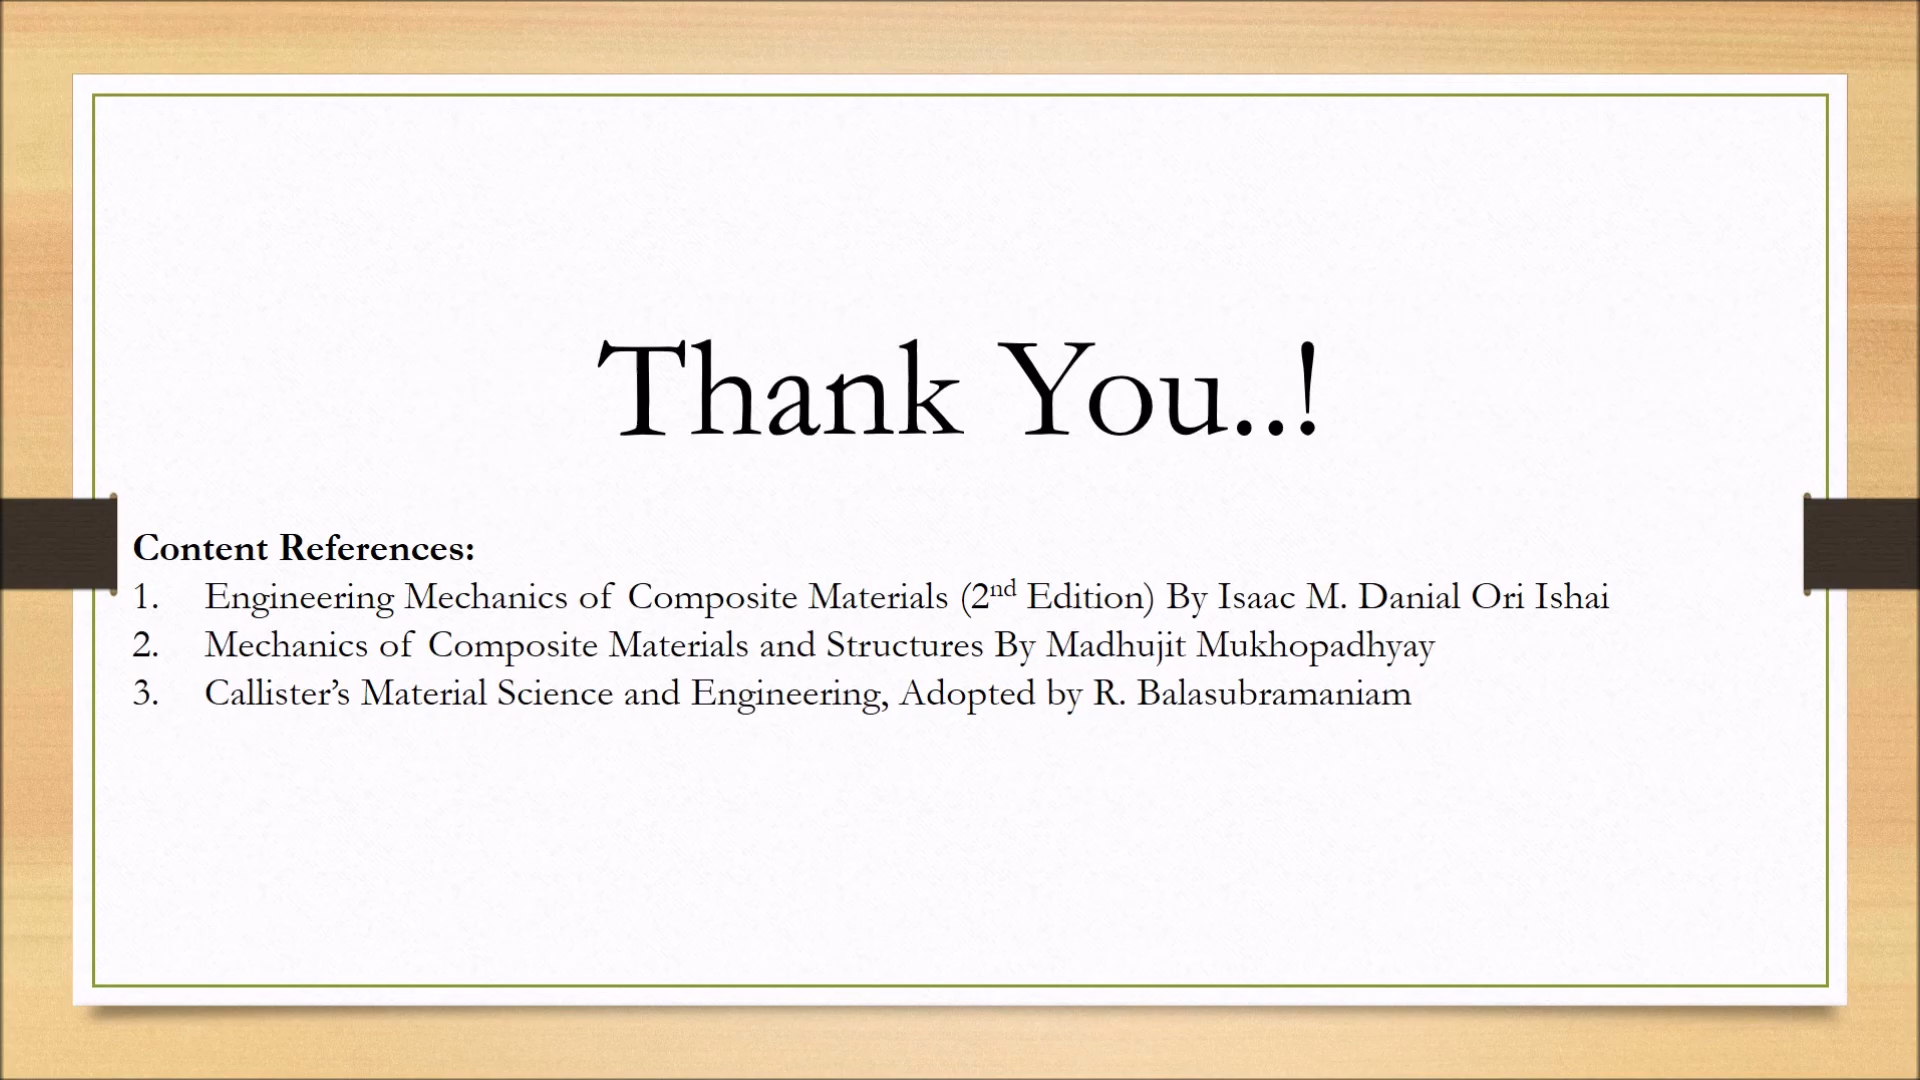 Thank You..!
Content References:
1. Engineering Mechanics of Composite Materials (2nd Edition) By Isaac M. Danial Ori Ishai
2. Mechanics of Composite Materials and Structures By Madhujit Mukhopadhyay
3. Callister’s Material Science and Engineering, Adopted by R. Balasubramaniam